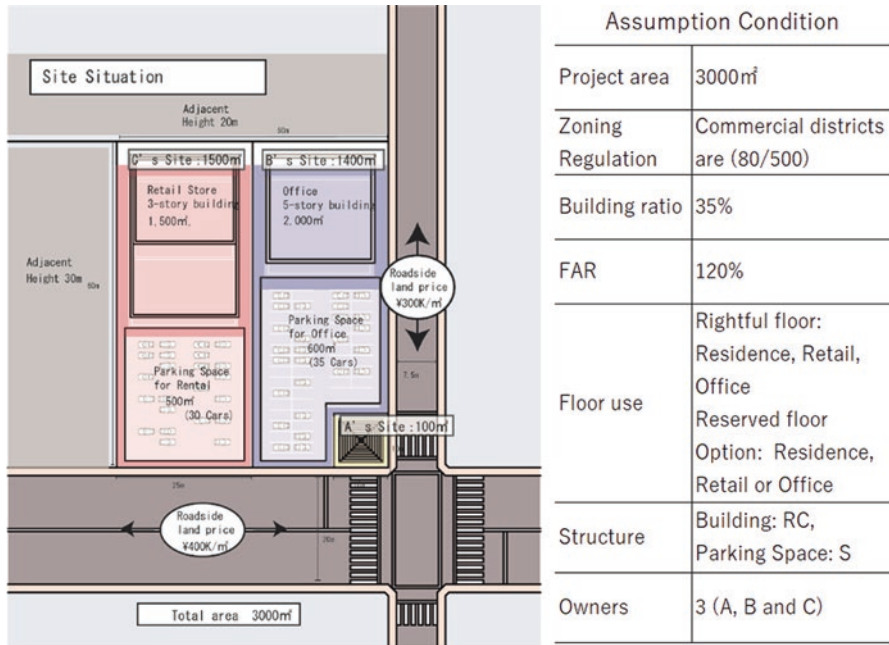 Site Situation
Adjacent
Height 20m
50m
C's Site:1500㎡
B's Site:1400㎡
Retail Store
3-story building
1,500㎡.
Office
5-story building
2,000㎡
Adjacent
Height 30m
60m
Roadside
land price
¥300K/㎡
Parking Space
for Office
600㎡
(35 Cars)
7.5m
Parking Space
for Rental
500㎡
(30 Cars)
A's Site:100㎡
25m
20m
Roadside
land price
¥400K/㎡
Total area 3000㎡
Assumption Condition
Project area 3000㎡
Zoning Regulation Commercial districts
are (80/500)
Building ratio 35%
FAR 120%
Floor use Rightful floor:
Residence, Retail,
Office
Reserved floor
Option: Residence,
Retail or Office
Structure Building: RC,
Parking Space: S
Owners 3 (A, B and C)